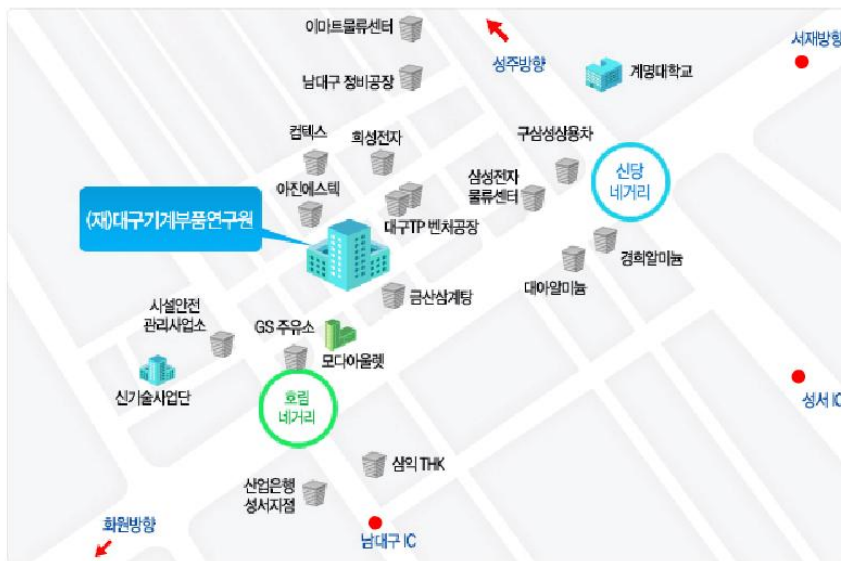 이마트물류센터
성주방향
서재방향
남대구 정비공장
계명대학교
컴텍스
희성전자
구삼성상용차
신당
네거리
아진에스텍
삼성전자
물류센터
(재)대구기계부품연구원
대구TP 벤처공장
경희알미늄
대아알미늄
금산삼계탕
시설안전
관리사업소
GS 주유소
모다아울렛
신기술사업단
호림
네거리
성서 IC
삼익 THK
산업은행
성서지점
화원방향
남대구 IC